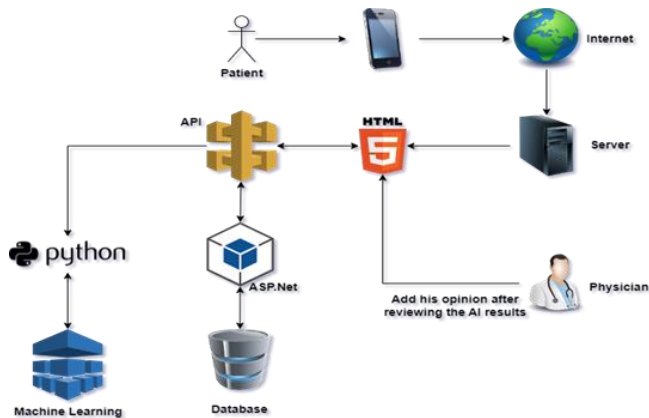 Patient
Internet
API
HTML
5
Server
python
ASP.Net
Add his opinion after
reviewing the AI results
Physician
Machine Learning
Database